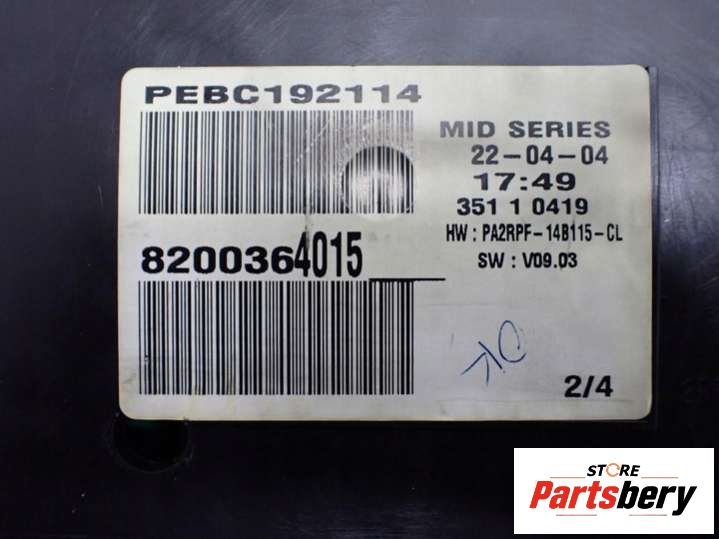 PEBC192114
MID SERIES
22-04-04
17:49
351 1 0419
HW : PA2RPF-14B115-CL
SW : V09.03
8200364015
OK
2/4
STORE
Partsbery